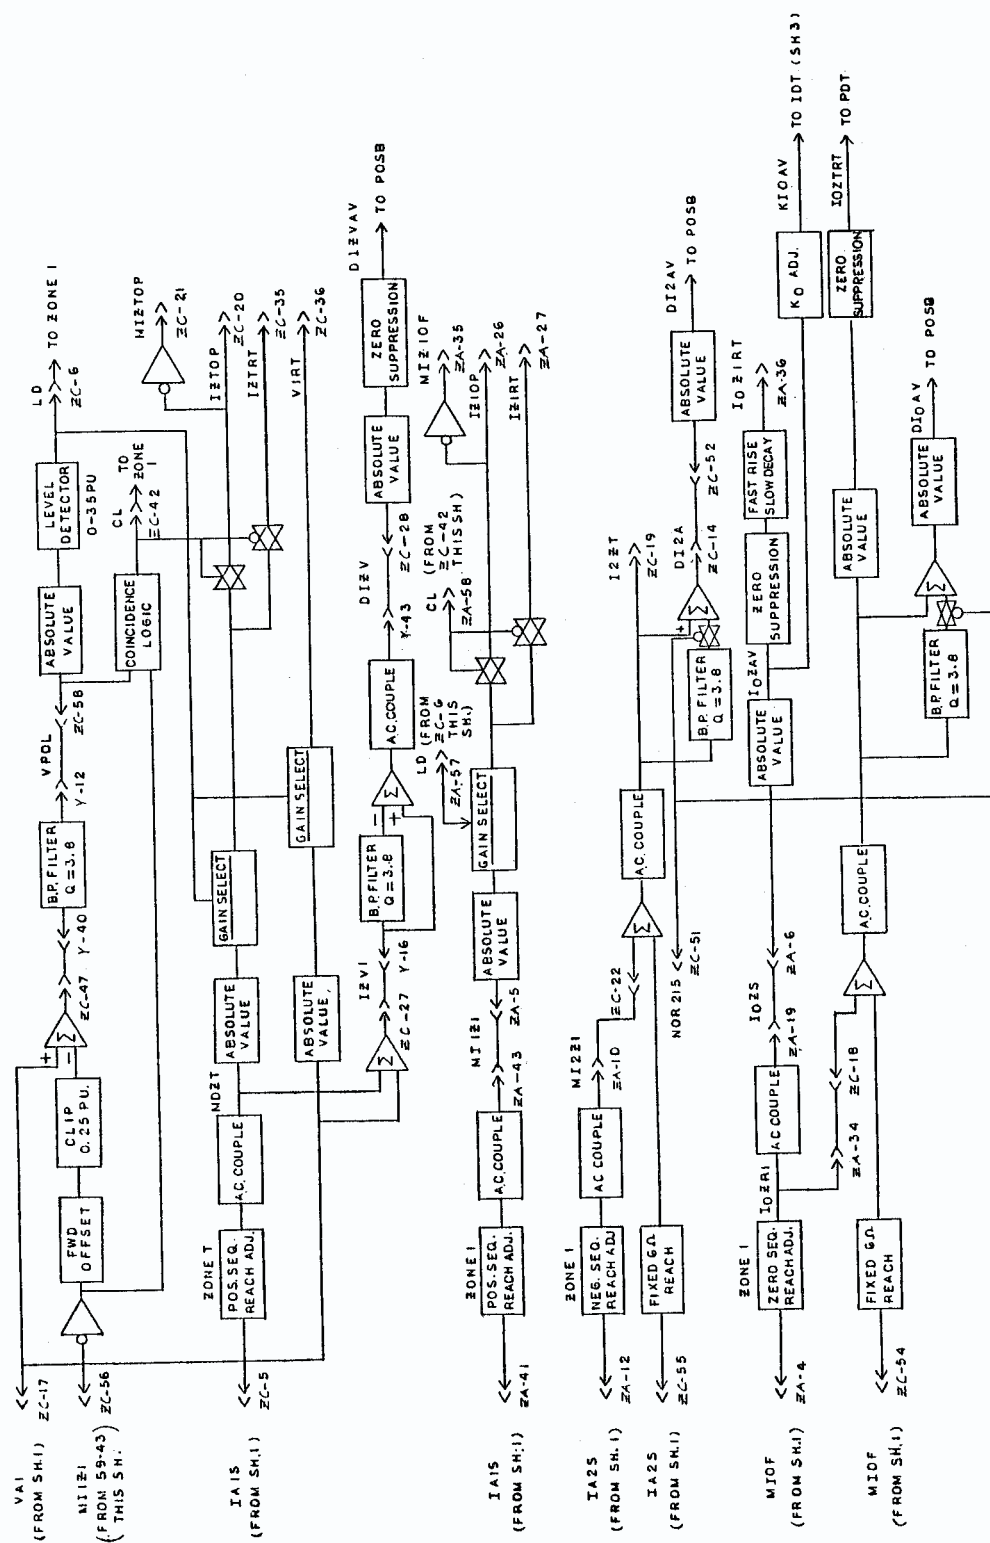 VA1
(FROM SH.1)
ZC-17
MI1Z1
(FROM 59-43)
(THIS SH.)
ZC-56
FWD
OFFSET
CLIP
0.25 PU.
+
−
Σ
ZC-47
Y-40
B.P. FILTER
Q=3.8
Y-12
VPOL
ZC-58
ABSOLUTE
VALUE
LEVEL
DETECTOR
0-35PU
LD
ZC-6
TO ZONE 1
COINCIDENCE
LOGIC
CL
ZC-42
TO
ZONE
1
IA1S
(FROM SH.1)
ZC-5
ZONE T
POS. SEQ.
REACH ADJ.
A.C. COUPLE
NDZT
ABSOLUTE
VALUE
GAIN SELECT
MIZTOP
ZC-21
IZTOP
ZC-20
IZTRT
ZC-35
ABSOLUTE
VALUE
GAIN SELECT
V1RT
ZC-36
Σ
ZC-27
IZV1
Y-16
B.P. FILTER
Q=3.8
−
+
Σ
A.C. COUPLE
Y-43
DIZV
ZC-28
ABSOLUTE
VALUE
ZERO
SUPPRESSION
DIZVAV
TO POSB
IA1S
(FROM SH.1)
ZA-41
ZONE 1
POS. SEQ.
REACH ADJ.
A.C. COUPLE
ZA-43
MI1Z1
ZA-5
ABSOLUTE
VALUE
GAIN SELECT
ZA-57
LD (FROM
ZC-6
THIS
SH.)
CL (FROM
ZA-58 ZC-42
THIS SH)
MIZ1OF
ZA-35
IZ1OP
ZA-26
IZ1RT
ZA-27
IA2S
(FROM SH. 1)
ZA-12
ZONE 1
NEG. SEQ.
REACH ADJ
AC COUPLE
ZA-10
MI2Z1
ZC-22
IA2S
(FROM SH.1)
ZC-55
FIXED 6Ω
REACH
Σ
A.C. COUPLE
NOR215
ZC-51
I2ZT
ZC-19
B.P. FILTER
Q=3.8
+
Σ
DI2A
ZC-14
ZC-52
ABSOLUTE
VALUE
DI2AV
TO POSB
MIOF
(FROM SH.1)
ZA-4
ZONE 1
ZERO SEQ.
REACH ADJ.
IOZR1
AC COUPLE
ZA-19
IOZS
ZA-6
ABSOLUTE
VALUE
IOZAV
ZERO
SUPPRESSION
FAST RISE
SLOW DECAY
IOZ1RT
ZA-36
KO ADJ.
KIOAV
TO IDT (SH3)
ZA-34
ZC-18
MIOF
(FROM SH.1)
ZC-54
FIXED 6Ω
REACH
Σ
A.C. COUPLE
ABSOLUTE
VALUE
ZERO
SUPPRESSION
IOZTRT
TO PDT
B.P. FILTER
Q=3.8
Σ
ABSOLUTE
VALUE
DIOAV
TO POSB